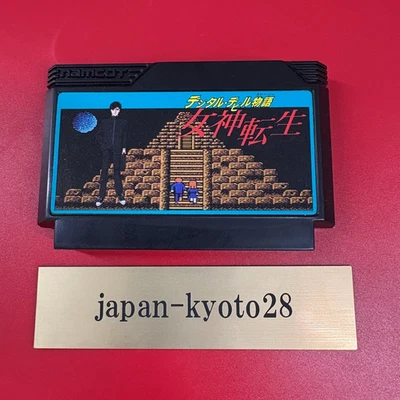 namcot
デジタル・デビル物語
女神転生
japan-kyoto28